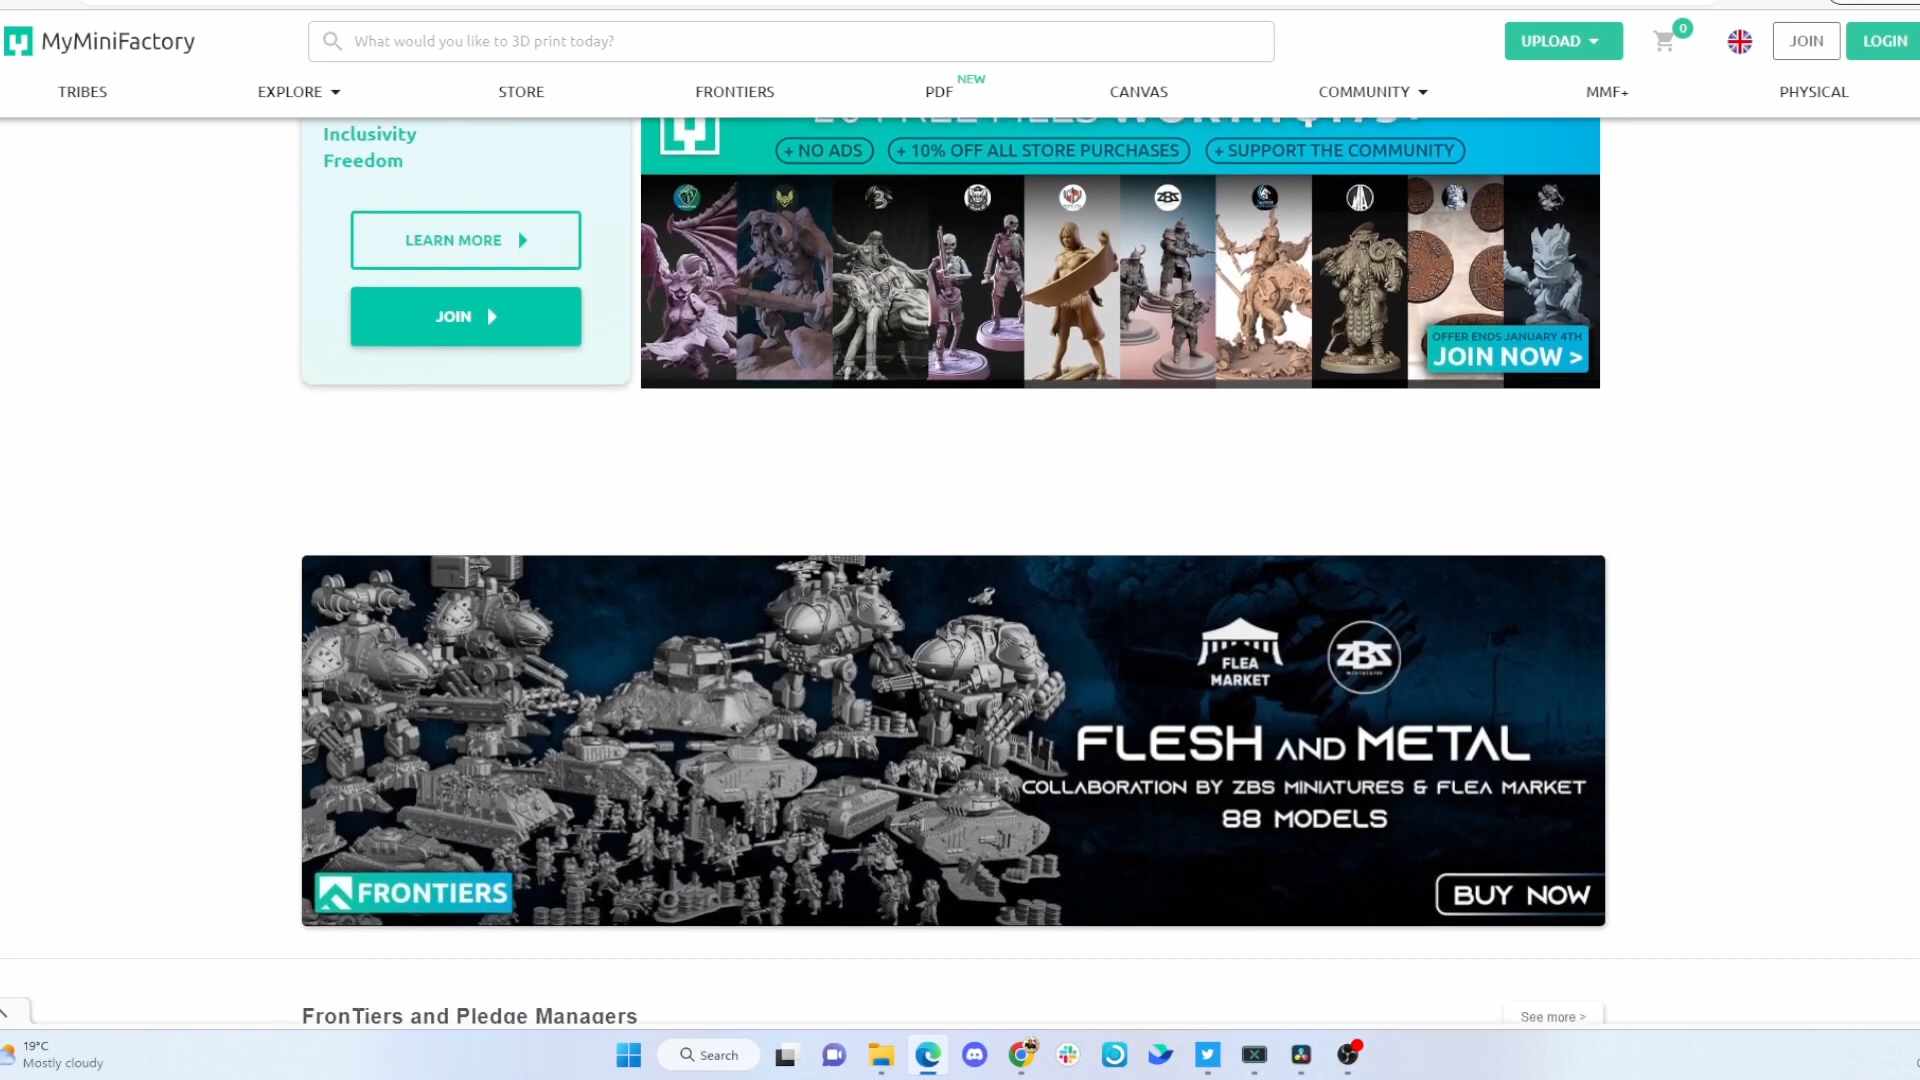 MyMiniFactory
What would you like to 3D print today?
UPLOAD
0
JOIN
LOGIN
TRIBES
EXPLORE
STORE
FRONTIERS
PDF
NEW
CANVAS
COMMUNITY
MMF+
PHYSICAL
Inclusivity
Freedom
LEARN MORE
JOIN
+ NO ADS
+ 10% OFF ALL STORE PURCHASES
+ SUPPORT THE COMMUNITY
OFFER ENDS JANUARY 4TH
JOIN NOW >
FLEA
MARKET
ZBS
FLESH AND METAL
COLLABORATION BY ZBS MINIATURES & FLEA MARKET
88 MODELS
FRONTIERS
BUY NOW
FronTiers and Pledge Managers
See more >
19°C
Mostly cloudy
Search